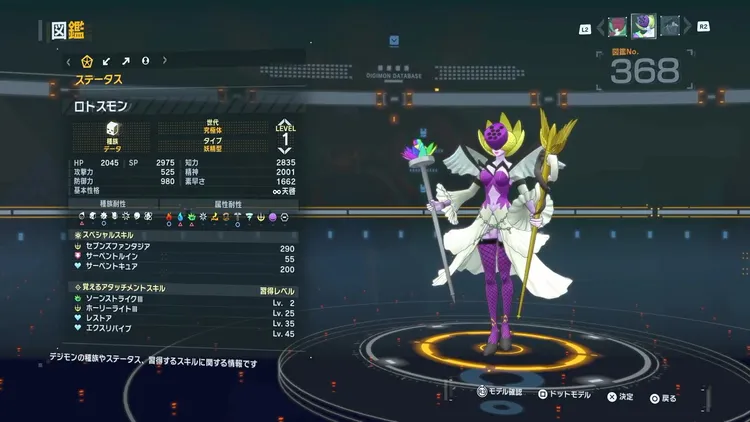 図鑑
L2
R2
図鑑No.
368
DIGIMON DATABASE
ステータス
ロトスモン
種族
データ
世代
究極体
タイプ
妖精型
LEVEL
1
HP 2045 SP 2975 知力 2835
攻撃力 525 精神 2001
防御力 980 素早さ 1662
基本性格 天啓
種族耐性 属性耐性
スペシャルスキル
セブンズファンタジア 290
サーペントルイン 55
サーペントキュア 200
覚えるアタッチメントスキル 習得レベル
ソーンストライクⅢ Lv. 2
ホーリーライトⅢ Lv. 25
レストア Lv. 35
エクスリバイブ Lv. 45
デジモンの種族やステータス、習得するスキルに関する情報です
R3 モデル確認 ドットモデル 決定 戻る